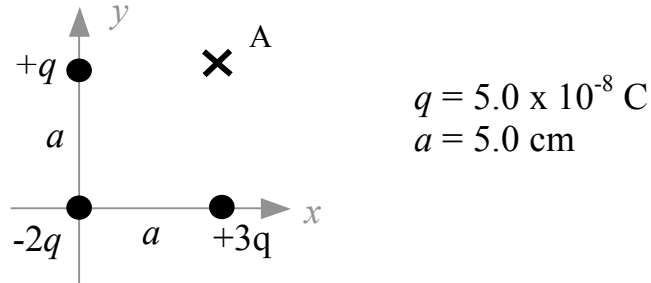 y
A
+q
q = 5.0 x 10⁻⁸ C
a
a = 5.0 cm
x
-2q
a
+3q